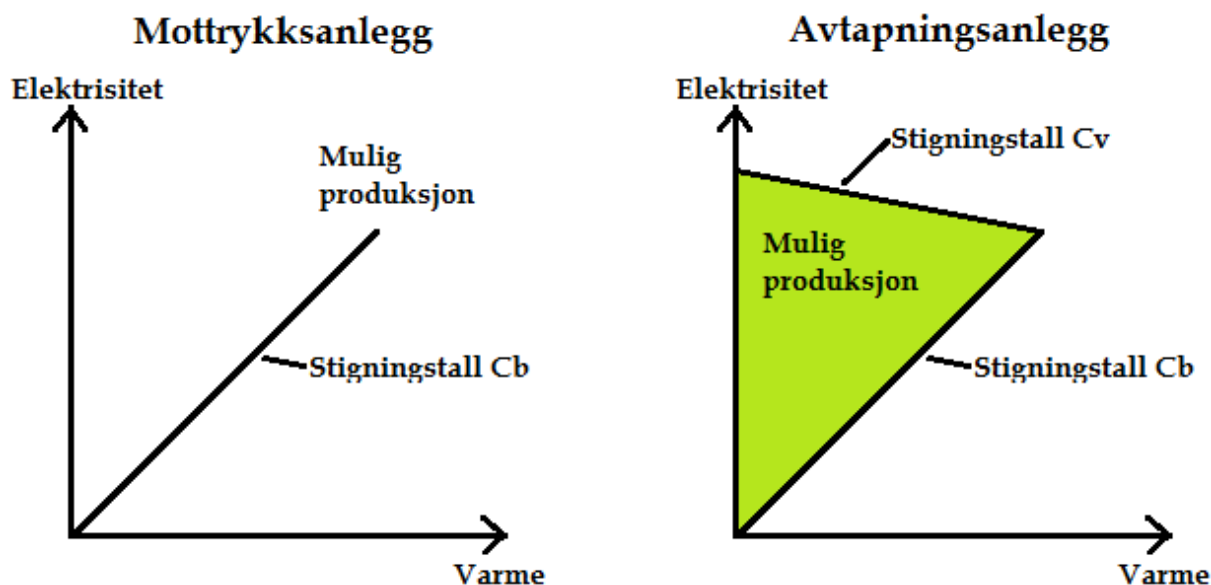 Mottrykksanlegg
Elektrisitet
Mulig
produksjon
Stigningstall Cb
Varme
Avtapningsanlegg
Elektrisitet
Stigningstall Cv
Mulig
produksjon
Stigningstall Cb
Varme